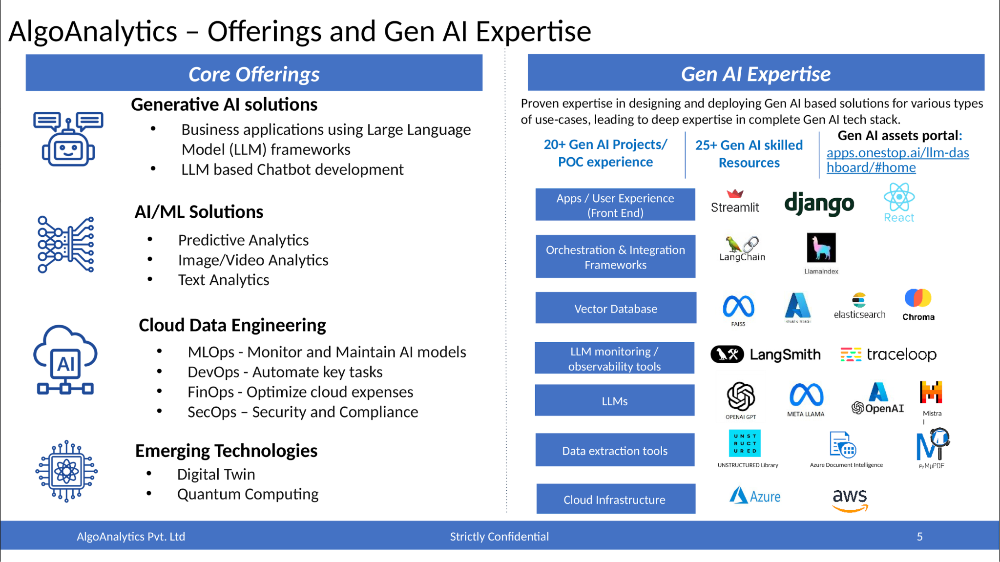 AlgoAnalytics – Offerings and Gen AI Expertise
Core Offerings
Generative AI solutions
• Business applications using Large Language
Model (LLM) frameworks
• LLM based Chatbot development
AI/ML Solutions
• Predictive Analytics
• Image/Video Analytics
• Text Analytics
Cloud Data Engineering
AI
• MLOps - Monitor and Maintain AI models
• DevOps - Automate key tasks
• FinOps - Optimize cloud expenses
• SecOps – Security and Compliance
Emerging Technologies
• Digital Twin
• Quantum Computing
Gen AI Expertise
Proven expertise in designing and deploying Gen AI based solutions for various types
of use-cases, leading to deep expertise in complete Gen AI tech stack.
20+ Gen AI Projects/
POC experience
25+ Gen AI skilled
Resources
Gen AI assets portal:
apps.onestop.ai/llm-das
hboard/#home
Apps / User Experience
(Front End)
Streamlit
django
React
Orchestration & Integration
Frameworks
LangChain
LlamaIndex
Vector Database
FAISS
AZURE AI SEARCH
elasticsearch
Chroma
LLM monitoring /
observability tools
LangSmith
traceloop
LLMs
OPENAI GPT
META LLAMA
OpenAI
Mistra
l
Data extraction tools
UNST
RUCT
URED
UNSTRUCTURED Library
Azure Document Intelligence
PyMµPDF
Cloud Infrastructure
Azure
aws
AlgoAnalytics Pvt. Ltd
Strictly Confidential
5